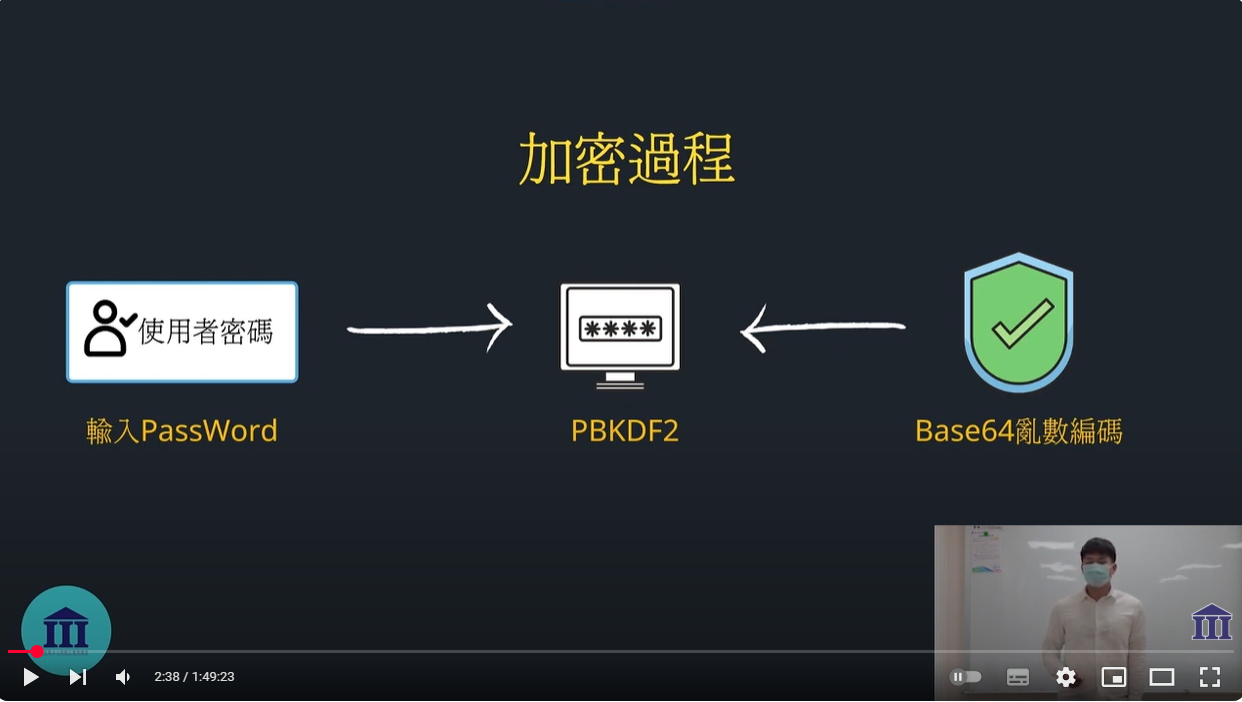 加密過程
使用者密碼
****
輸入PassWord
PBKDF2
Base64亂數編碼
2:38 / 1:49:23